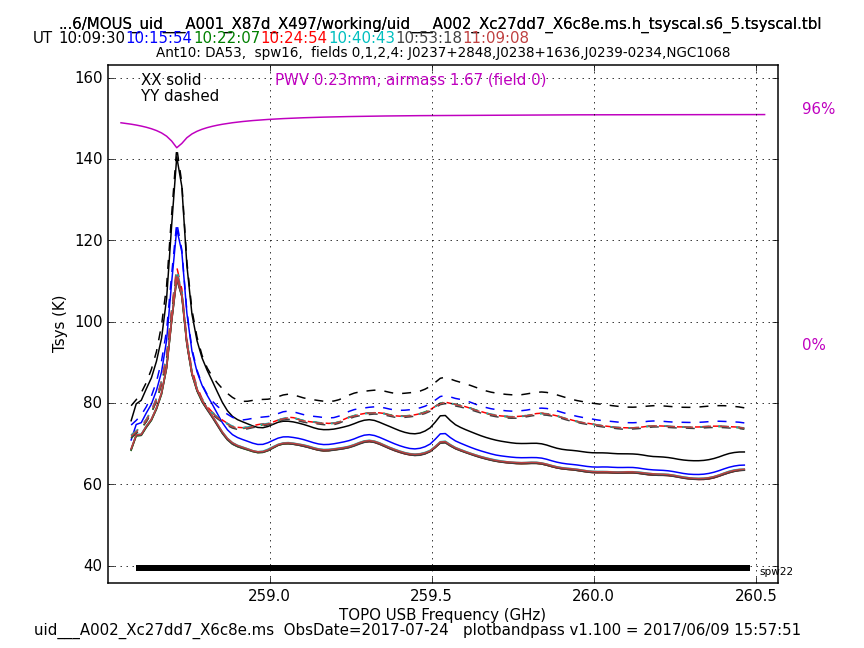 ...6/MOUS_uid___A001_X87d_X497/working/uid___A002_Xc27dd7_X6c8e.ms.h_tsyscal.s6_5.tsyscal.tbl
UT 10:09:30 10:15:54 10:22:07 10:24:54 10:40:43 10:53:18 11:09:08
Ant10: DA53, spw16, fields 0,1,2,4: J0237+2848,J0238+1636,J0239-0234,NGC1068
XX solid
PWV 0.23mm, airmass 1.67 (field 0)
YY dashed
96%
0%
160
140
120
100
80
60
40
Tsys (K)
spw22
259.0 259.5 260.0 260.5
TOPO USB Frequency (GHz)
uid___A002_Xc27dd7_X6c8e.ms ObsDate=2017-07-24 plotbandpass v1.100 = 2017/06/09 15:57:51